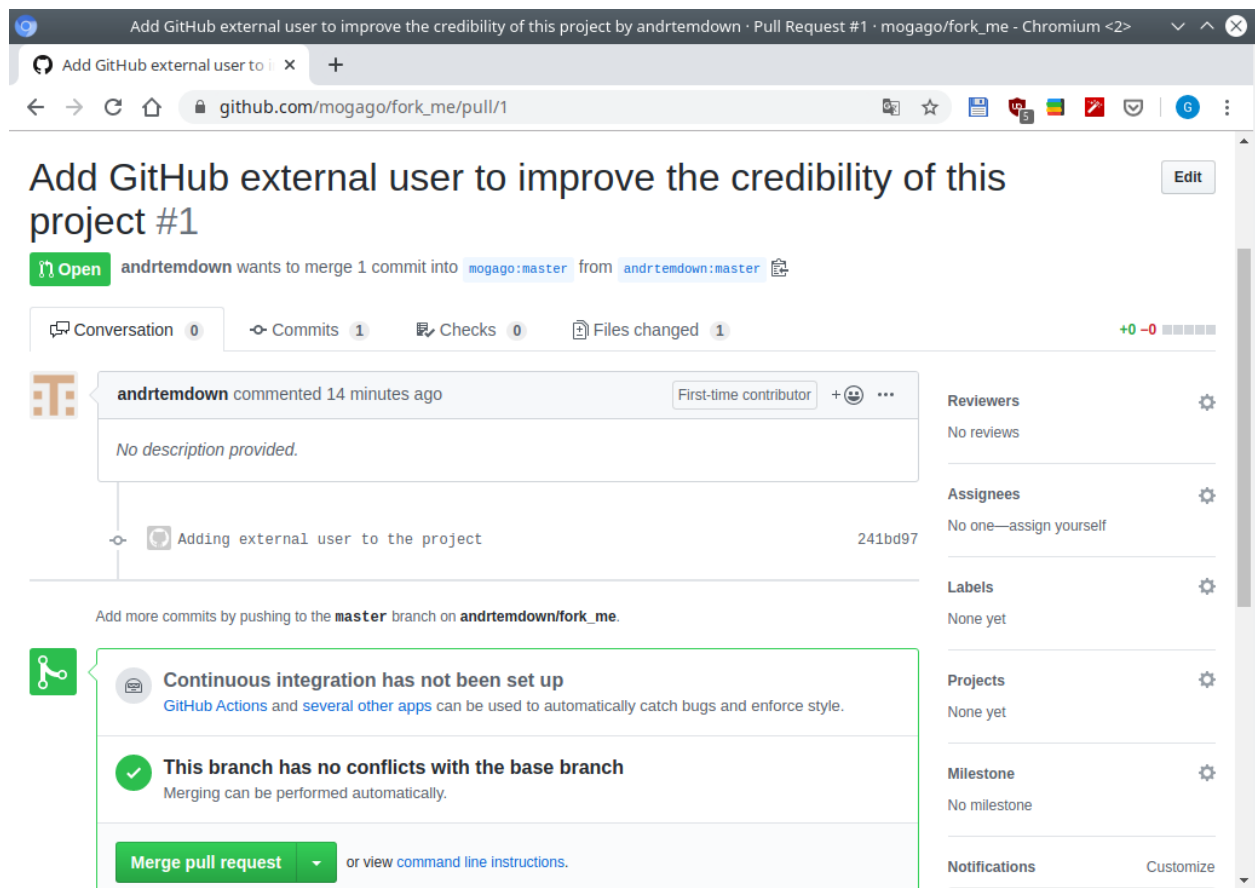 Add GitHub external user to improve the credibility of this project by andrtemdown · Pull Request #1 · mogago/fork_me - Chromium <2>
Add GitHub external user to i
github.com/mogago/fork_me/pull/1
5
G
Add GitHub external user to improve the credibility of this
project #1
Edit
Open andrtemdown wants to merge 1 commit into mogago:master from andrtemdown:master
Conversation 0 Commits 1 Checks 0 Files changed 1 +0 −0
andrtemdown commented 14 minutes ago First-time contributor
No description provided.
Adding external user to the project 241bd97
Add more commits by pushing to the master branch on andrtemdown/fork_me.
Continuous integration has not been set up
GitHub Actions and several other apps can be used to automatically catch bugs and enforce style.
This branch has no conflicts with the base branch
Merging can be performed automatically.
Merge pull request or view command line instructions.
Reviewers
No reviews
Assignees
No one—assign yourself
Labels
None yet
Projects
None yet
Milestone
No milestone
Notifications Customize